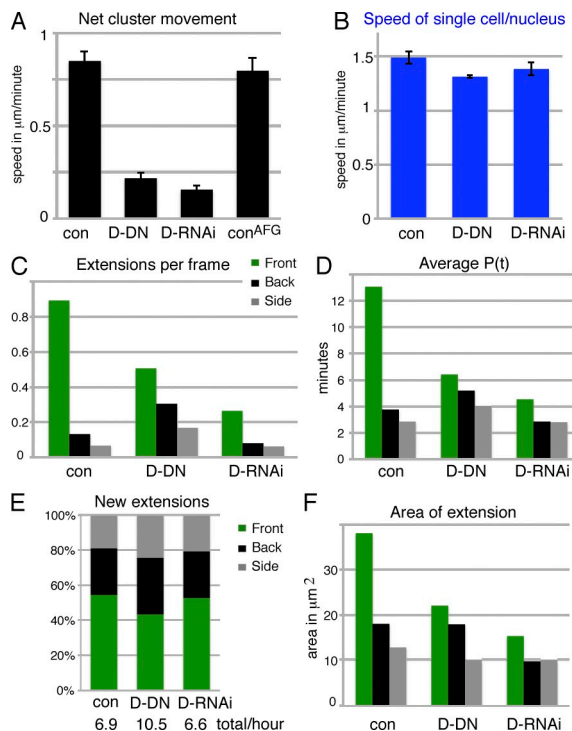 A
Net cluster movement
speed in μm/minute
1
0.5
0
con D-DN D-RNAi conAFG
B
Speed of single cell/nucleus
speed in μm/minute
1.5
1
0.5
0
con D-DN D-RNAi
C
Extensions per frame
Front
Back
Side
0.8
0.6
0.4
0.2
0
con D-DN D-RNAi
D
Average P(t)
minutes
12
10
8
6
4
2
0
con D-DN D-RNAi
E
New extensions
100%
80%
60%
40%
20%
0%
Front
Back
Side
con D-DN D-RNAi
6.9 10.5 6.6 total/hour
F
Area of extension
area in μm 2
30
20
10
0
con D-DN D-RNAi